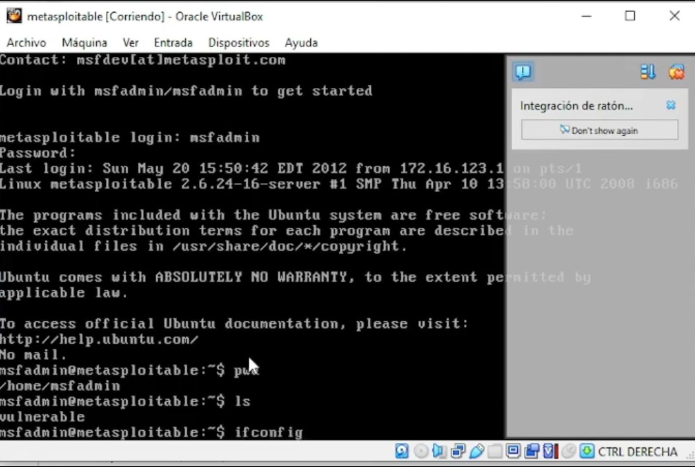 metasploitable [Corriendo] - Oracle VirtualBox
Archivo Máquina Ver Entrada Dispositivos Ayuda
Contact: msfdev[at]metasploit.com
Login with msfadmin/msfadmin to get started
metasploitable login: msfadmin
Password:
Last login: Sun May 20 15:50:42 EDT 2012 from 172.16.123.1 on pts/1
Linux metasploitable 2.6.24-16-server #1 SMP Thu Apr 10 13:58:00 UTC 2008 i686
The programs included with the Ubuntu system are free software;
the exact distribution terms for each program are described in the
individual files in /usr/share/doc/*/copyright.
Ubuntu comes with ABSOLUTELY NO WARRANTY, to the extent permitted by
applicable law.
To access official Ubuntu documentation, please visit:
http://help.ubuntu.com/
No mail.
msfadmin@metasploitable:~$ pwd
/home/msfadmin
msfadmin@metasploitable:~$ ls
vulnerable
msfadmin@metasploitable:~$ ifconfig
Integración de ratón...
Don't show again
CTRL DERECHA